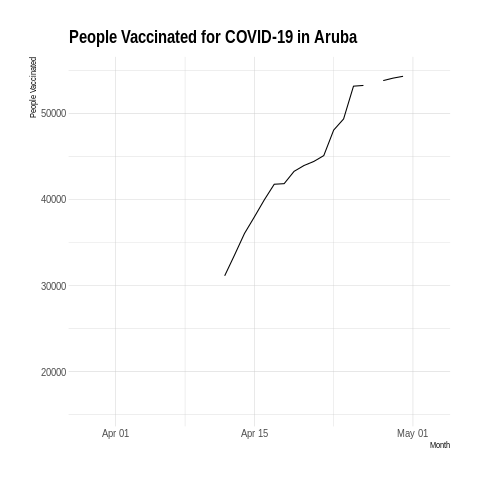 People Vaccinated for COVID-19 in Aruba
People Vaccinated
50000
40000
30000
20000
Apr 01
Apr 15
May 01
Month